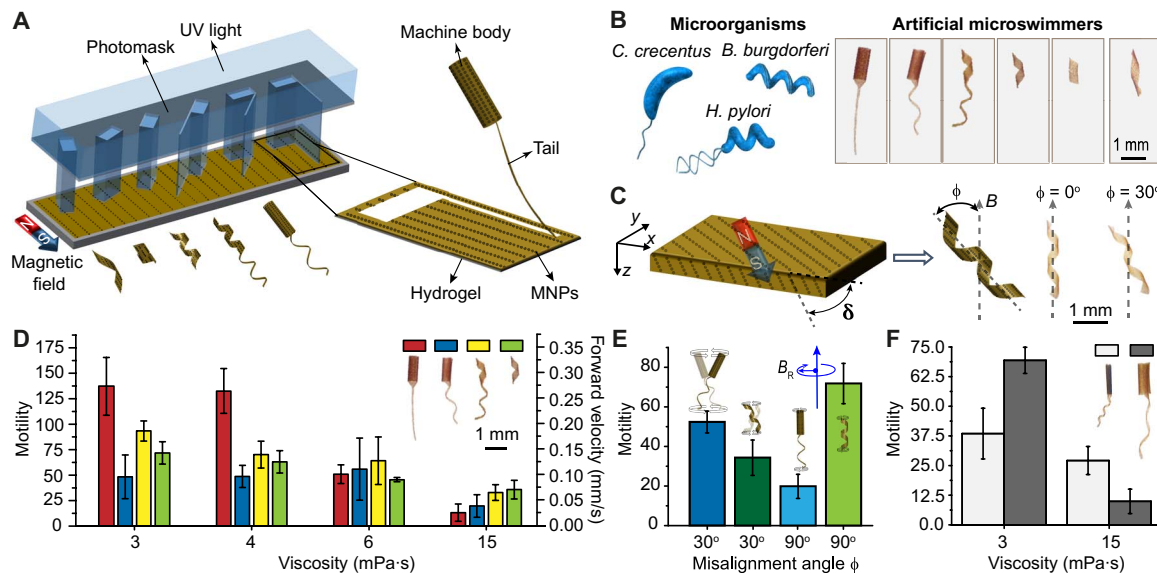 A
UV light
Photomask
Machine body
Tail
N
S
Magnetic
field
Hydrogel
MNPs
B
Microorganisms
Artificial microswimmers
C. crecentus
B. burgdorferi
H. pylori
1 mm
C
y
x
z
N
S
δ
ϕ
B
ϕ = 0°
ϕ = 30°
1 mm
D
Motility
175
150
125
100
75
50
25
0
3
4
6
15
Viscosity (mPa·s)
1 mm
0.35
0.30
0.25
0.20
0.15
0.10
0.05
0.00
Forward velocity (mm/s)
E
Motiltiy
80
60
40
20
0
B_R
30°
30°
90°
90°
Misalignment angle ϕ
F
Motility
75.0
62.5
50.0
37.5
25.0
12.5
0.0
3
15
Viscosity (mPa·s)